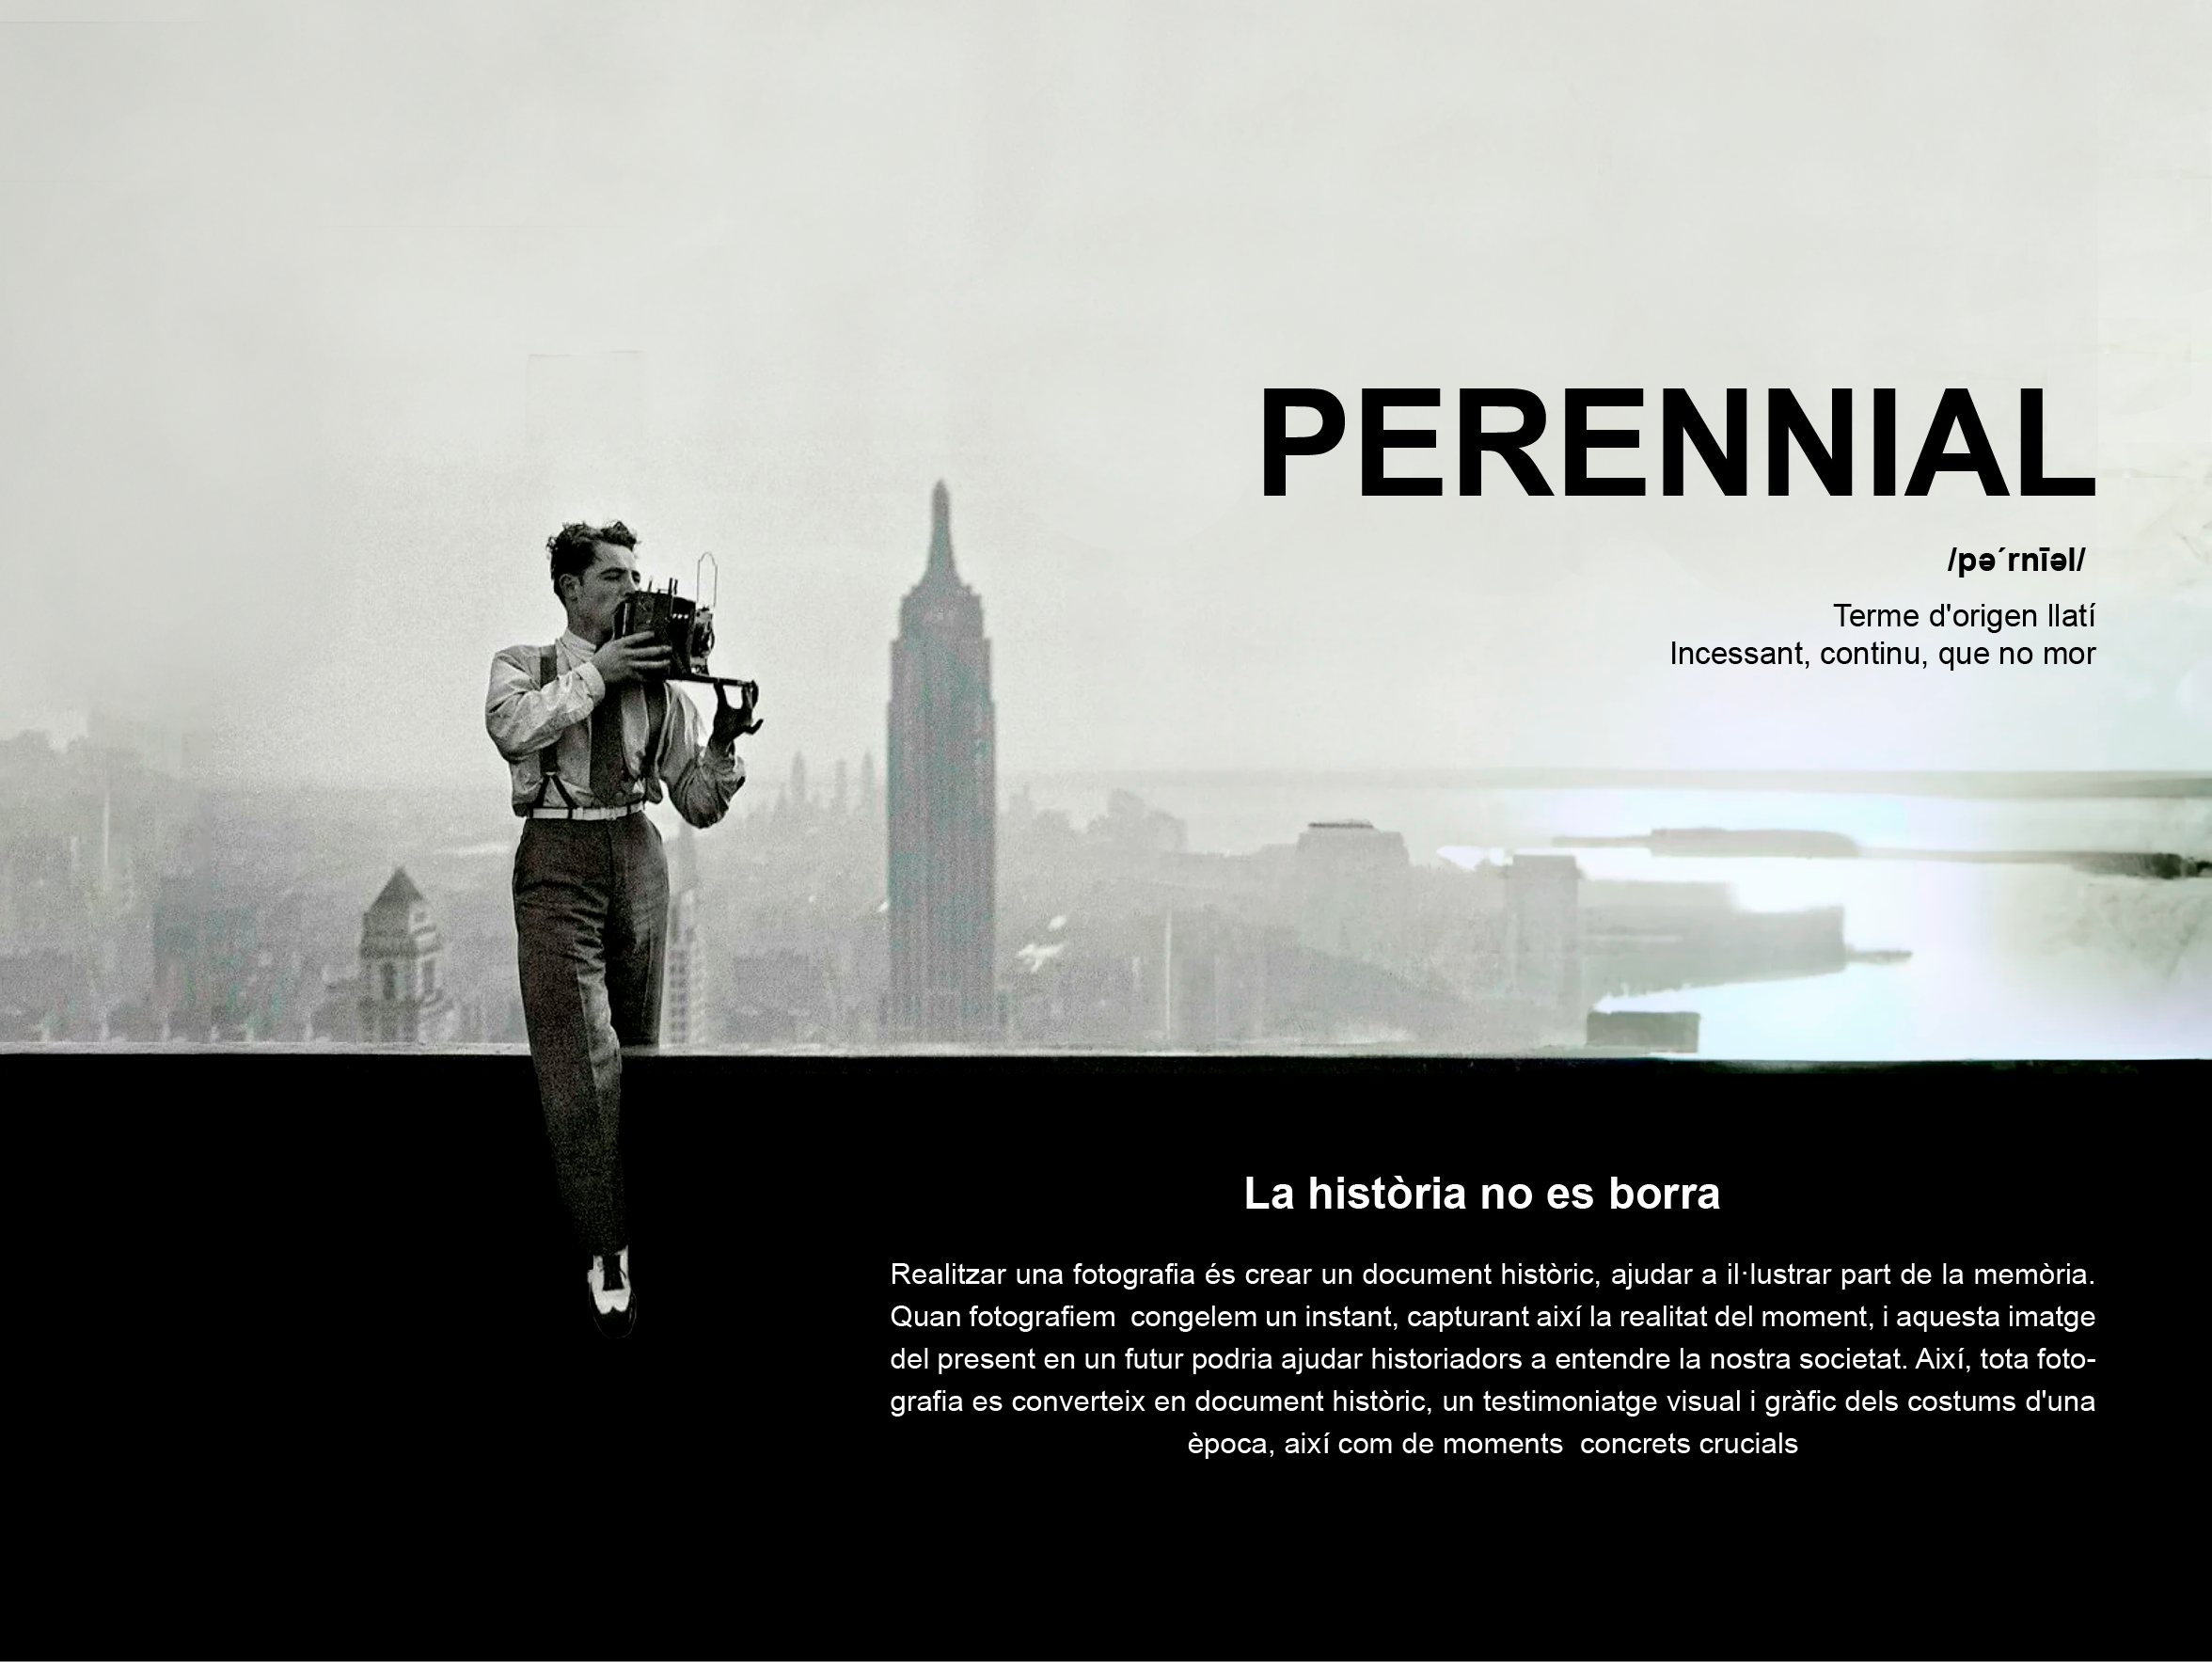 PERENNIAL
/pə´rnīəl/
Terme d'origen llatí
Incessant, continu, que no mor
La història no es borra
Realitzar una fotografia és crear un document històric, ajudar a il·lustrar part de la memòria.
Quan fotografiem  congelem un instant, capturant així la realitat del moment, i aquesta imatge
del present en un futur podria ajudar historiadors a entendre la nostra societat. Així, tota foto-
grafia es converteix en document històric, un testimoniatge visual i gràfic dels costums d'una
època, així com de moments  concrets crucials